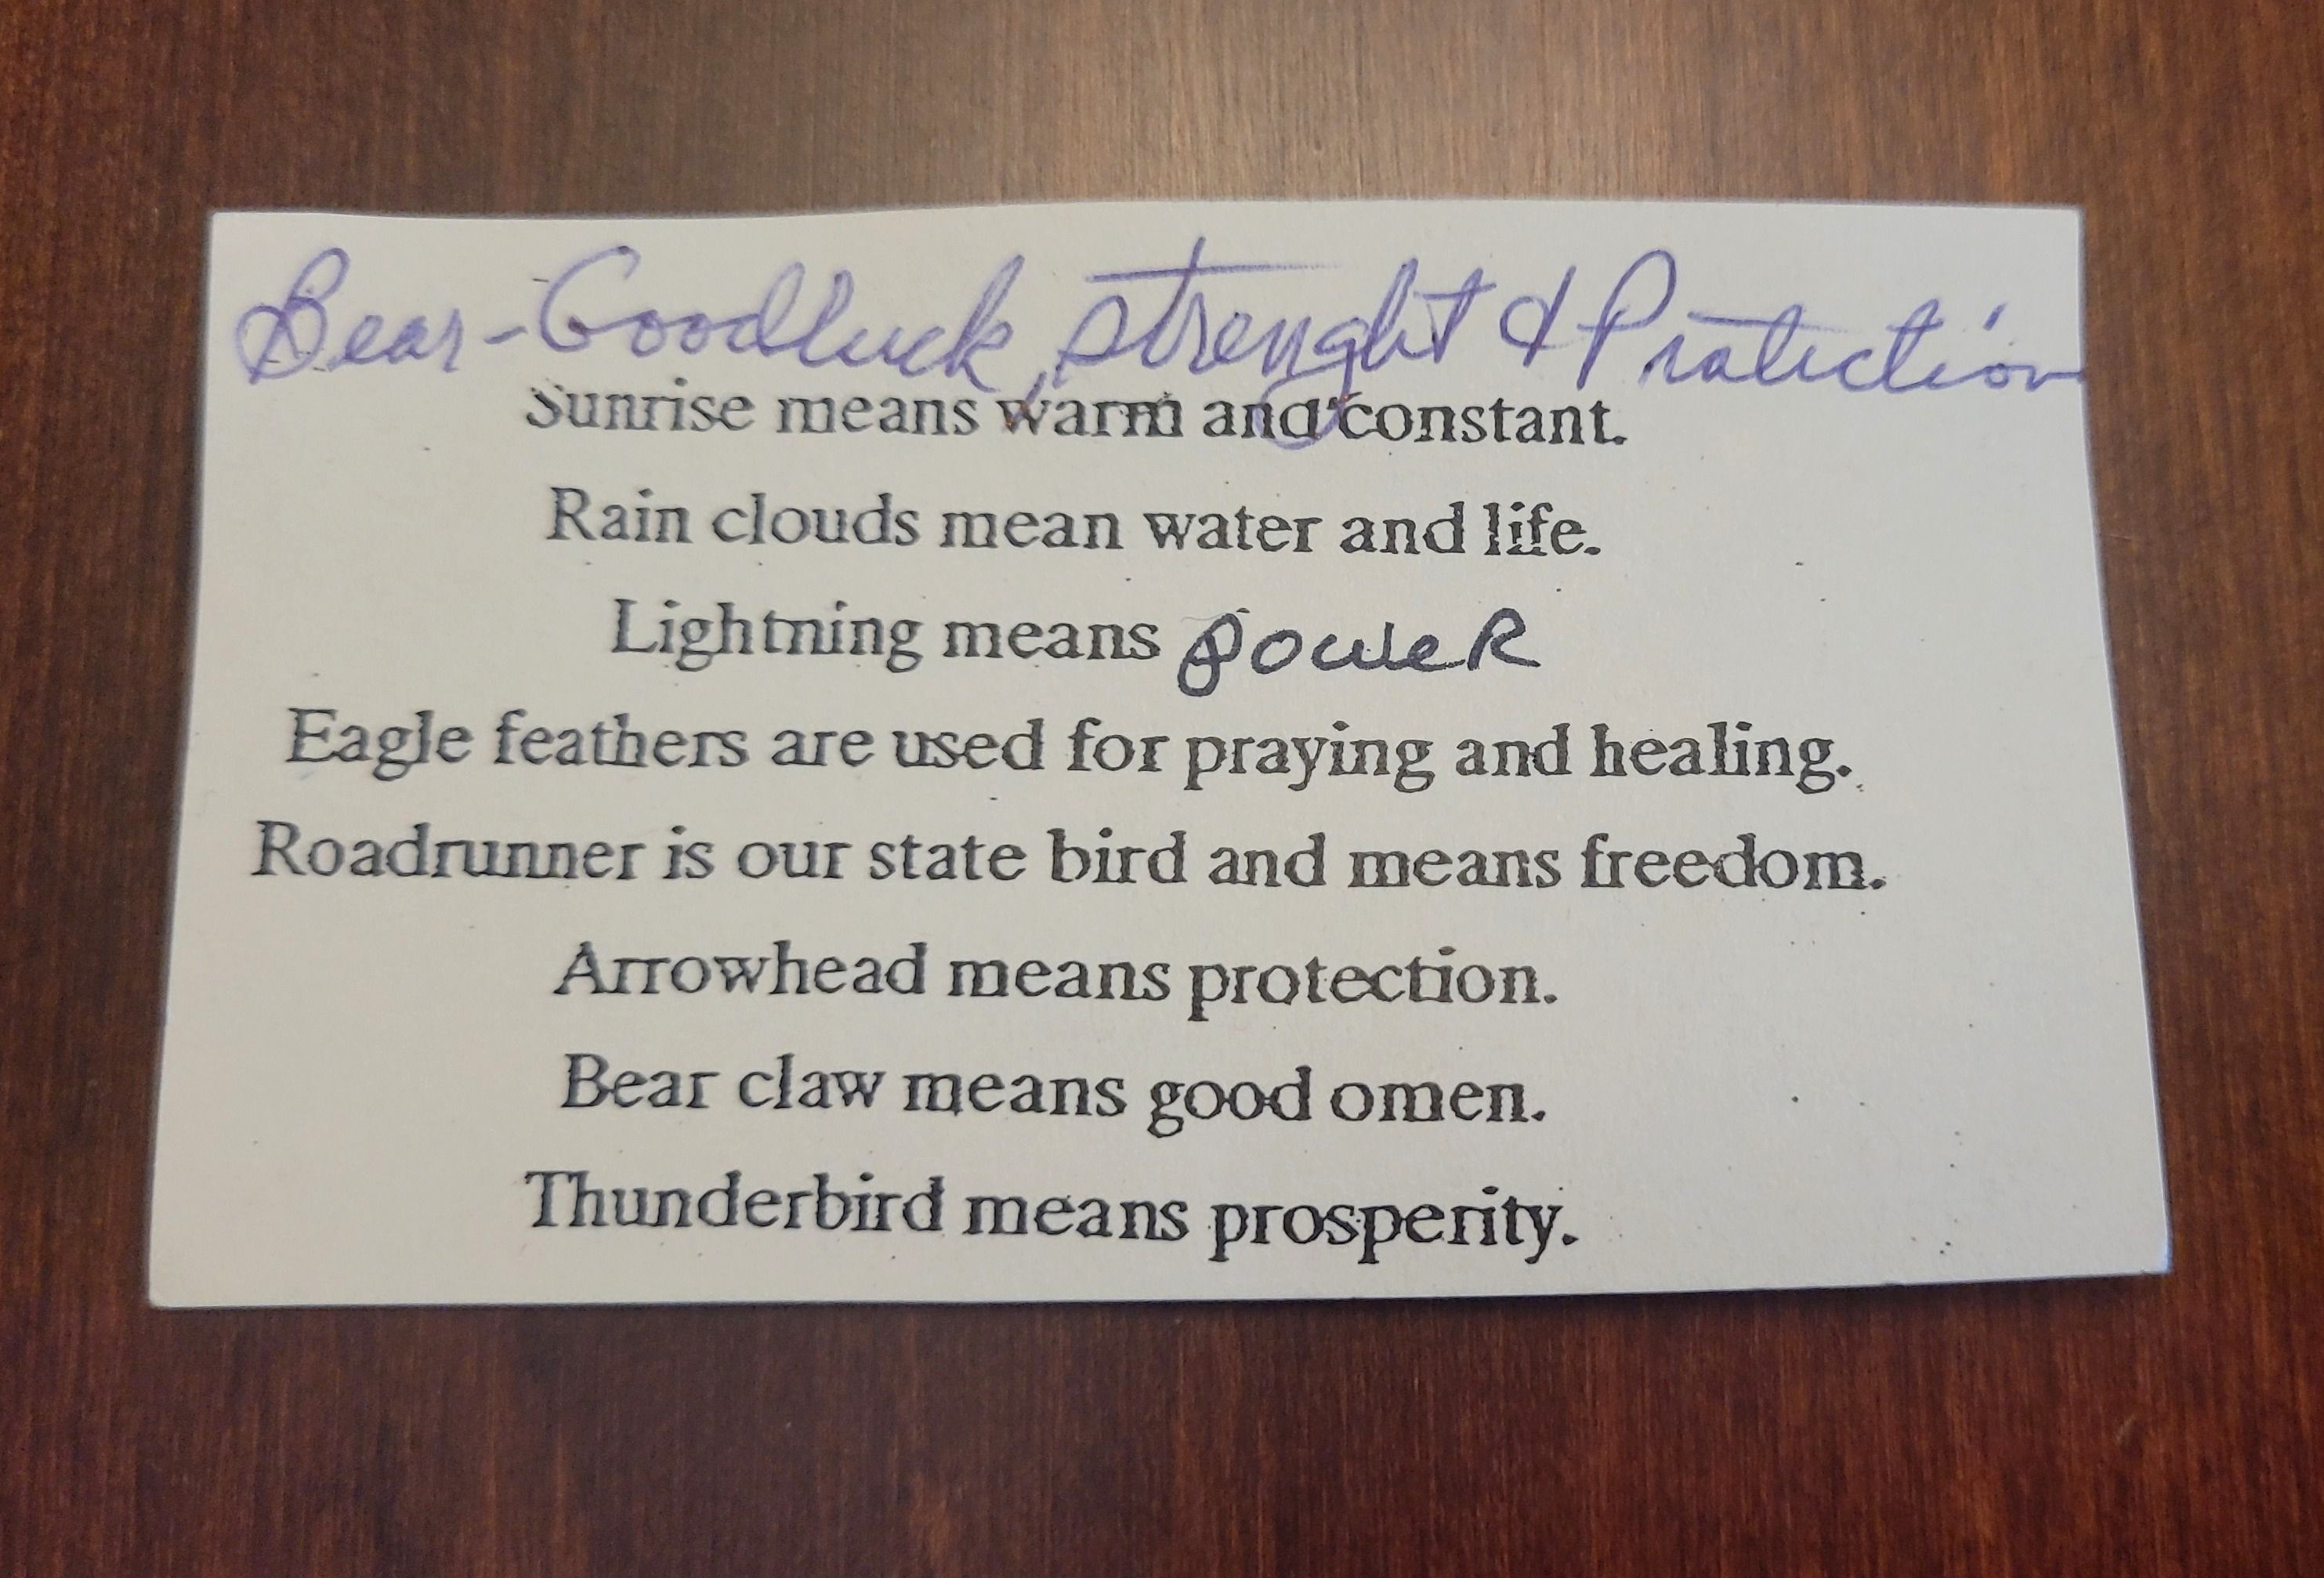 Bear-Goodluck, strenght & Protection
Sunrise means warm and constant.
Rain clouds mean water and life.
Lightning means poweR
Eagle feathers are used for praying and healing.
Roadrunner is our state bird and means freedom.
Arrowhead means protection.
Bear claw means good omen.
Thunderbird means prosperity.